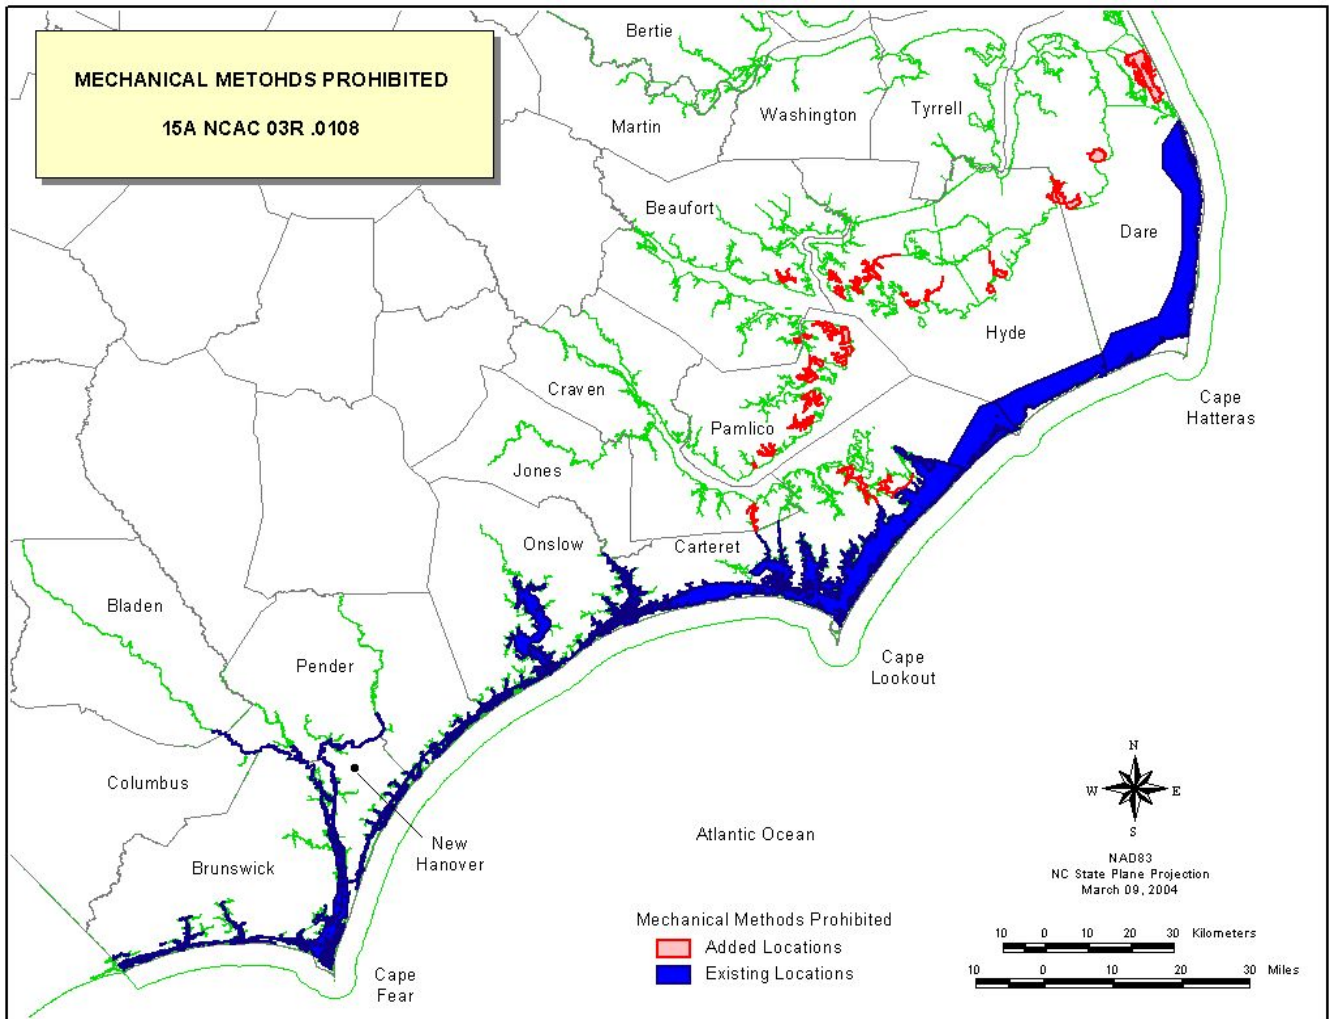 MECHANICAL METOHDS PROHIBITED
15A NCAC 03R .0108
Bertie
Martin
Washington
Tyrrell
Beaufort
Dare
Hyde
Craven
Pamlico
Jones
Cape
Hatteras
Onslow
Carteret
Bladen
Pender
Cape
Lookout
Columbus
New
Hanover
Brunswick
Atlantic Ocean
Cape
Fear
N
W E
S
NAD83
NC State Plane Projection
March 09, 2004
Mechanical Methods Prohibited
Added Locations
Existing Locations
10 0 10 20 30 Kilometers
10 0 10 20 30 Miles